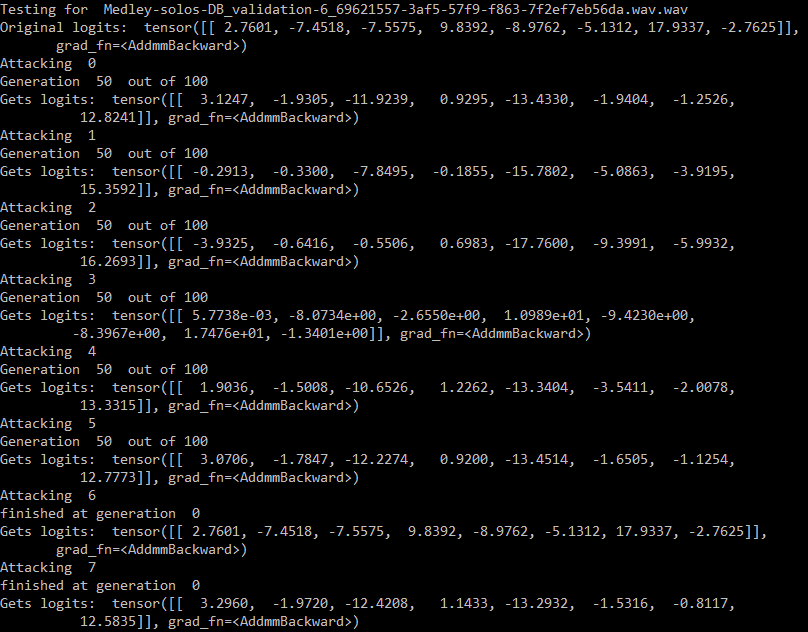 Testing for  Medley-solos-DB_validation-6_69621557-3af5-57f9-f863-7f2ef7eb56da.wav.wav
Original logits:  tensor([[ 2.7601, -7.4518, -7.5575,  9.8392, -8.9762, -5.1312, 17.9337, -2.7625]],
       grad_fn=<AddmmBackward>)
Attacking  0
Generation  50  out of 100
Gets logits:  tensor([[  3.1247,  -1.9305, -11.9239,   0.9295, -13.4330,  -1.9404,  -1.2526,
          12.8241]], grad_fn=<AddmmBackward>)
Attacking  1
Generation  50  out of 100
Gets logits:  tensor([[ -0.2913,  -0.3300,  -7.8495,  -0.1855, -15.7802,  -5.0863,  -3.9195,
          15.3592]], grad_fn=<AddmmBackward>)
Attacking  2
Generation  50  out of 100
Gets logits:  tensor([[ -3.9325,  -0.6416,  -0.5506,   0.6983, -17.7600,  -9.3991,  -5.9932,
          16.2693]], grad_fn=<AddmmBackward>)
Attacking  3
Generation  50  out of 100
Gets logits:  tensor([[ 5.7738e-03, -8.0734e+00, -2.6550e+00,  1.0989e+01, -9.4230e+00,
         -8.3967e+00,  1.7476e+01, -1.3401e+00]], grad_fn=<AddmmBackward>)
Attacking  4
Generation  50  out of 100
Gets logits:  tensor([[  1.9036,  -1.5008, -10.6526,   1.2262, -13.3404,  -3.5411,  -2.0078,
          13.3315]], grad_fn=<AddmmBackward>)
Attacking  5
Generation  50  out of 100
Gets logits:  tensor([[  3.0706,  -1.7847, -12.2274,   0.9200, -13.4514,  -1.6505,  -1.1254,
          12.7773]], grad_fn=<AddmmBackward>)
Attacking  6
finished at generation  0
Gets logits:  tensor([[ 2.7601, -7.4518, -7.5575,  9.8392, -8.9762, -5.1312, 17.9337, -2.7625]],
       grad_fn=<AddmmBackward>)
Attacking  7
finished at generation  0
Gets logits:  tensor([[  3.2960,  -1.9720, -12.4208,   1.1433, -13.2932,  -1.5316,  -0.8117,
          12.5835]], grad_fn=<AddmmBackward>)